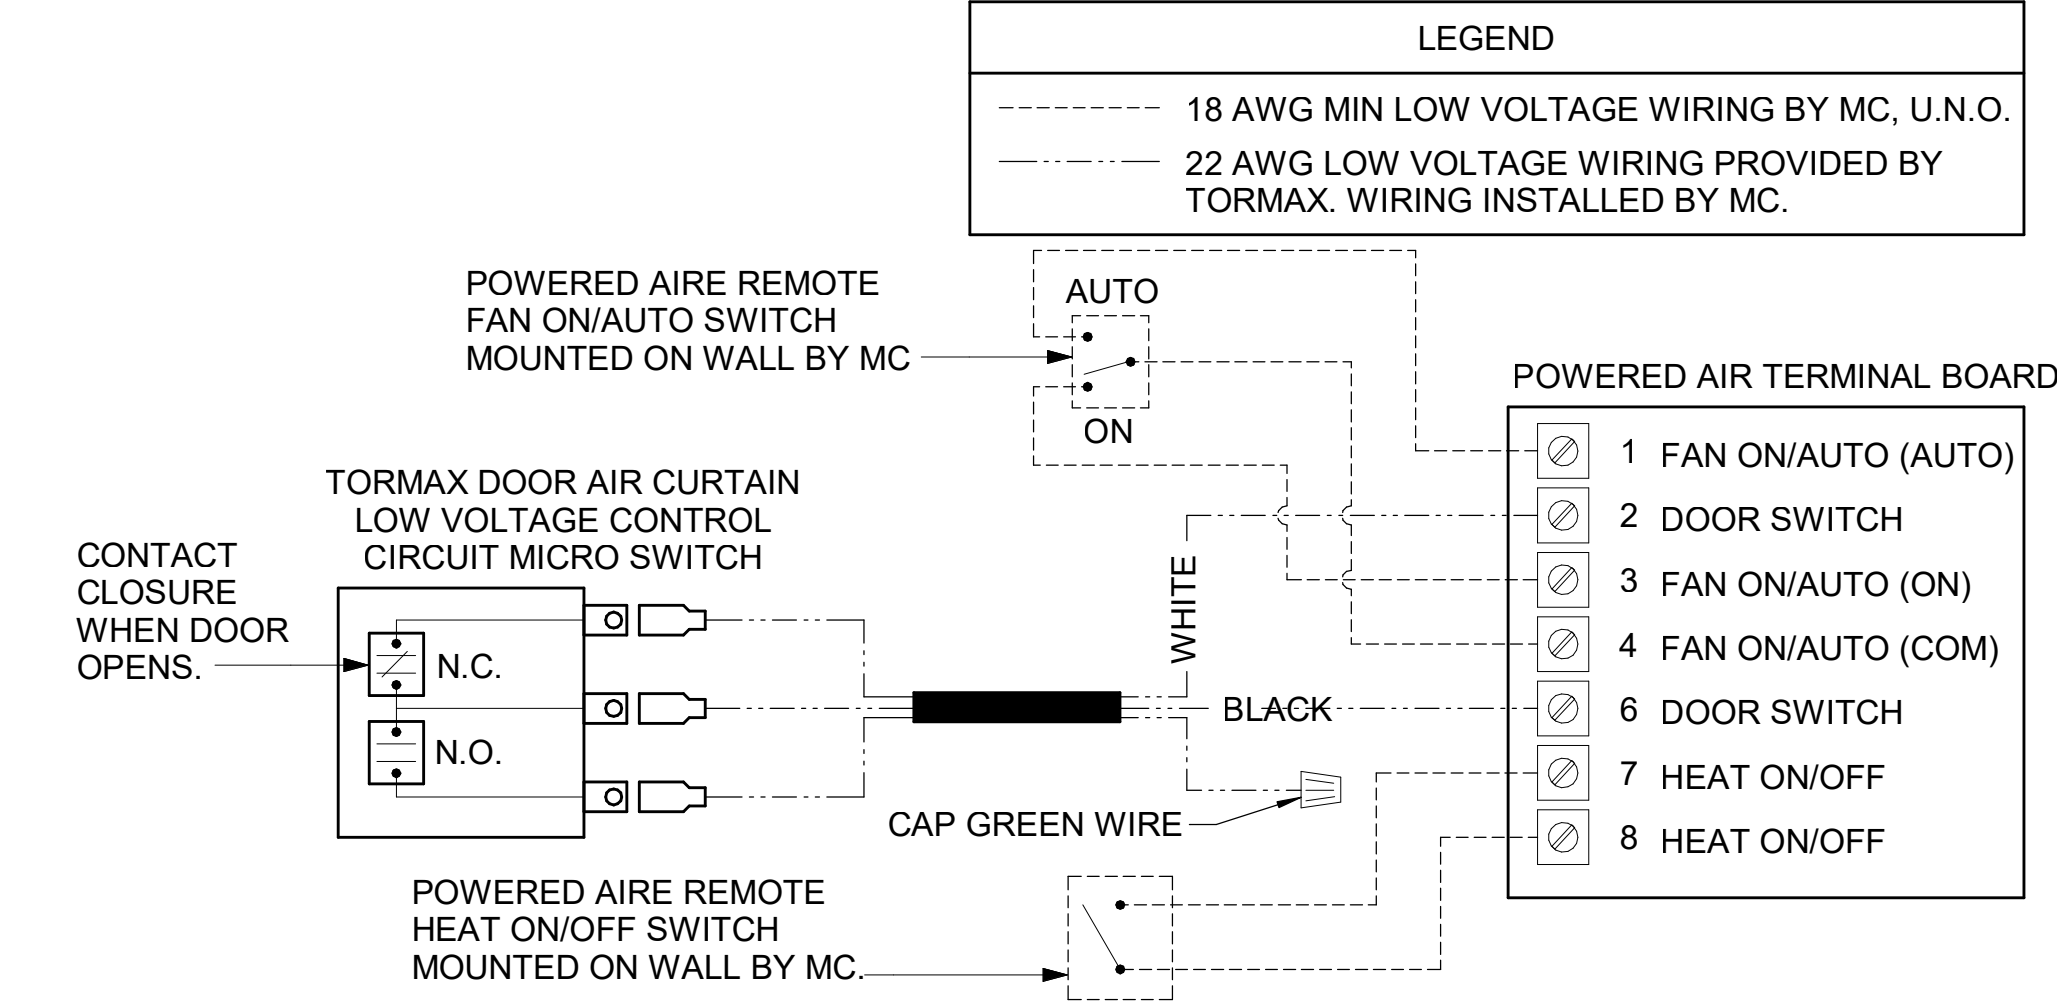 LEGEND
18 AWG MIN LOW VOLTAGE WIRING BY MC, U.N.O.
22 AWG LOW VOLTAGE WIRING PROVIDED BY
TORMAX. WIRING INSTALLED BY MC.
POWERED AIRE REMOTE
FAN ON/AUTO SWITCH
MOUNTED ON WALL BY MC
AUTO
ON
POWERED AIR TERMINAL BOARD
1 FAN ON/AUTO (AUTO)
2 DOOR SWITCH
3 FAN ON/AUTO (ON)
4 FAN ON/AUTO (COM)
6 DOOR SWITCH
7 HEAT ON/OFF
8 HEAT ON/OFF
TORMAX DOOR AIR CURTAIN
LOW VOLTAGE CONTROL
CIRCUIT MICRO SWITCH
CONTACT
CLOSURE
WHEN DOOR
OPENS.
N.C.
N.O.
WHITE
BLACK
CAP GREEN WIRE
POWERED AIRE REMOTE
HEAT ON/OFF SWITCH
MOUNTED ON WALL BY MC.